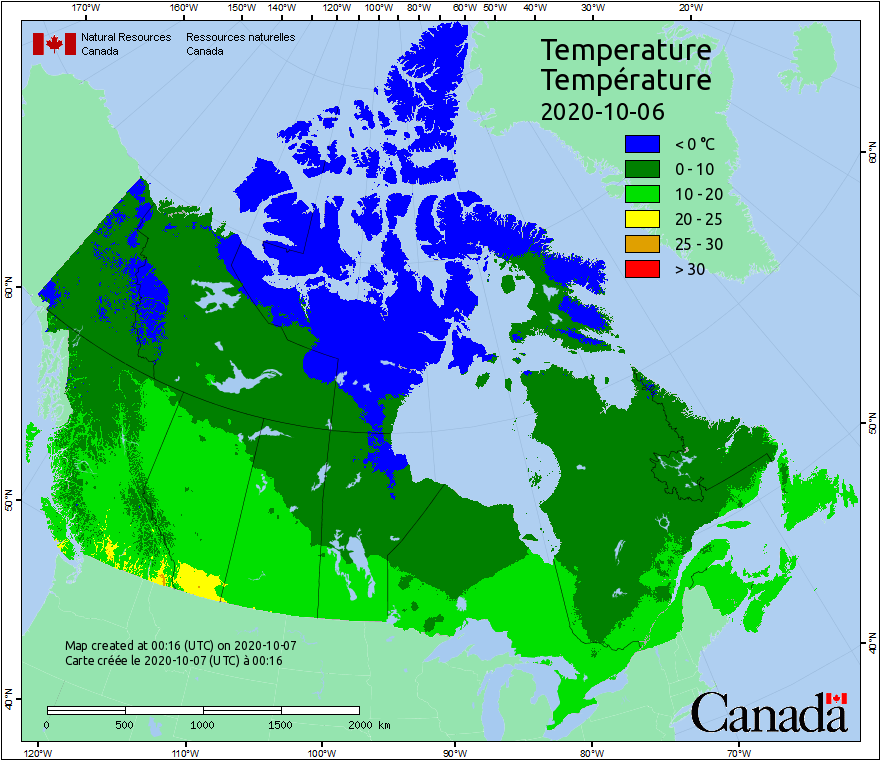 170°W 160°W 150°W 140°W 120°W 100°W 80°W 60°W 50°W 40°W 30°W 20°W
Natural Resources Ressources naturelles
Canada Canada
Temperature
Température
2020-10-06
< 0 °C
0 - 10
10 - 20
20 - 25
25 - 30
> 30
60°N
60°N
50°N
50°N
40°N
40°N
Map created at 00:16 (UTC) on 2020-10-07
Carte créée le 2020-10-07 (UTC) à 00:16
0 500 1000 1500 2000 km
Canada
120°W 110°W 100°W 90°W 80°W 70°W